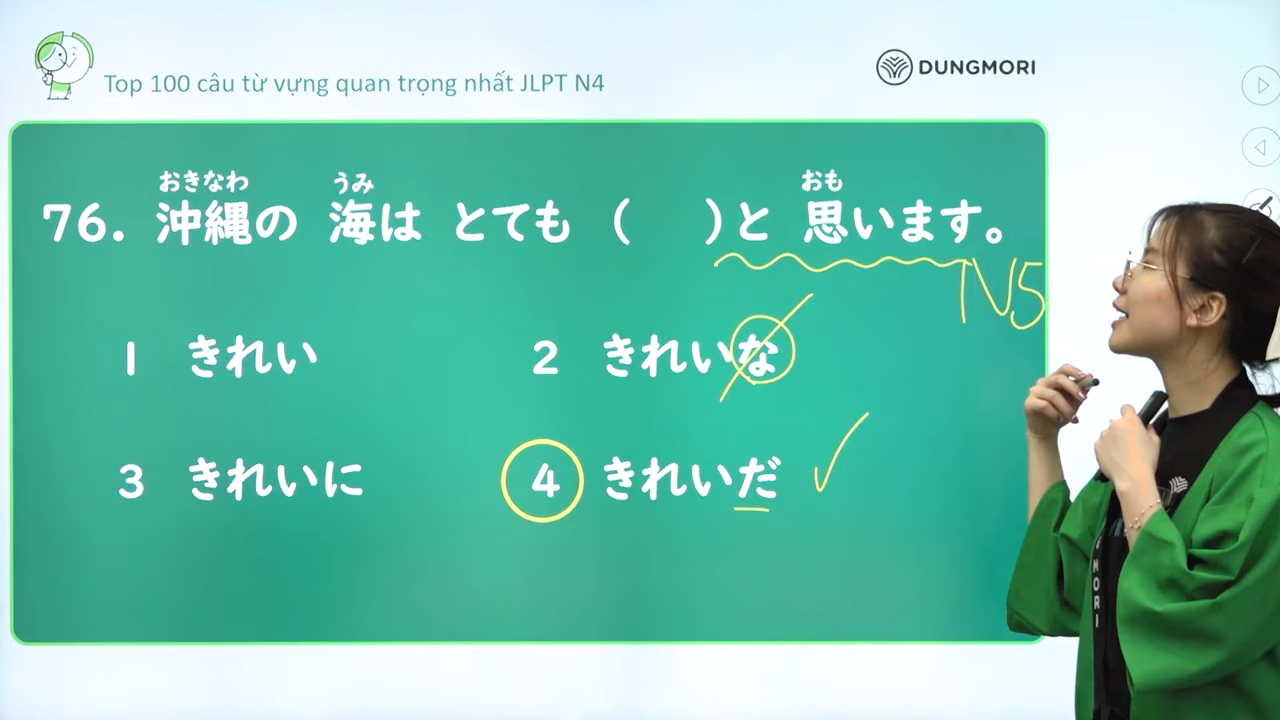 Top 100 câu từ vựng quan trọng nhất JLPT N4
DUNGMORI
おきなわ うみ おも
76. 沖縄の 海は とても ( )と 思います。
N5
1 きれい
2 きれいな
3 きれいに
4 きれいだ
MORI